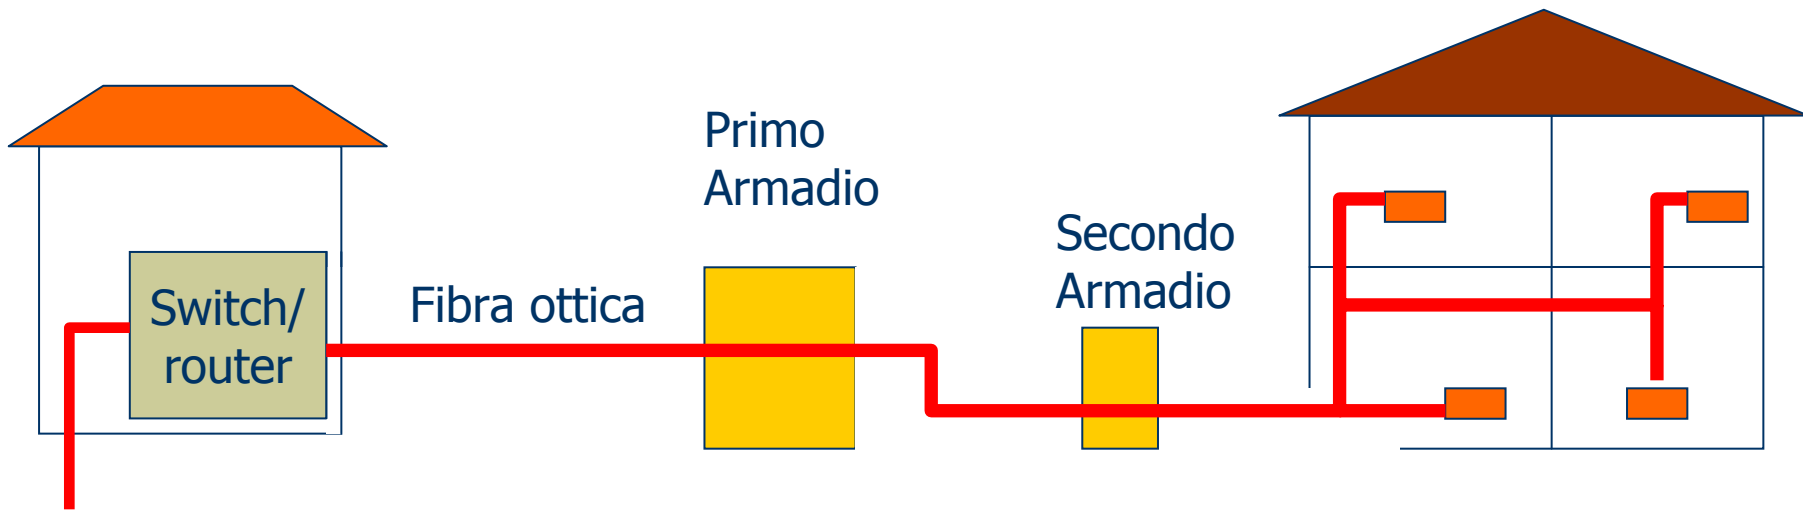 Primo
Armadio
Secondo
Armadio
Switch/
router
Fibra ottica